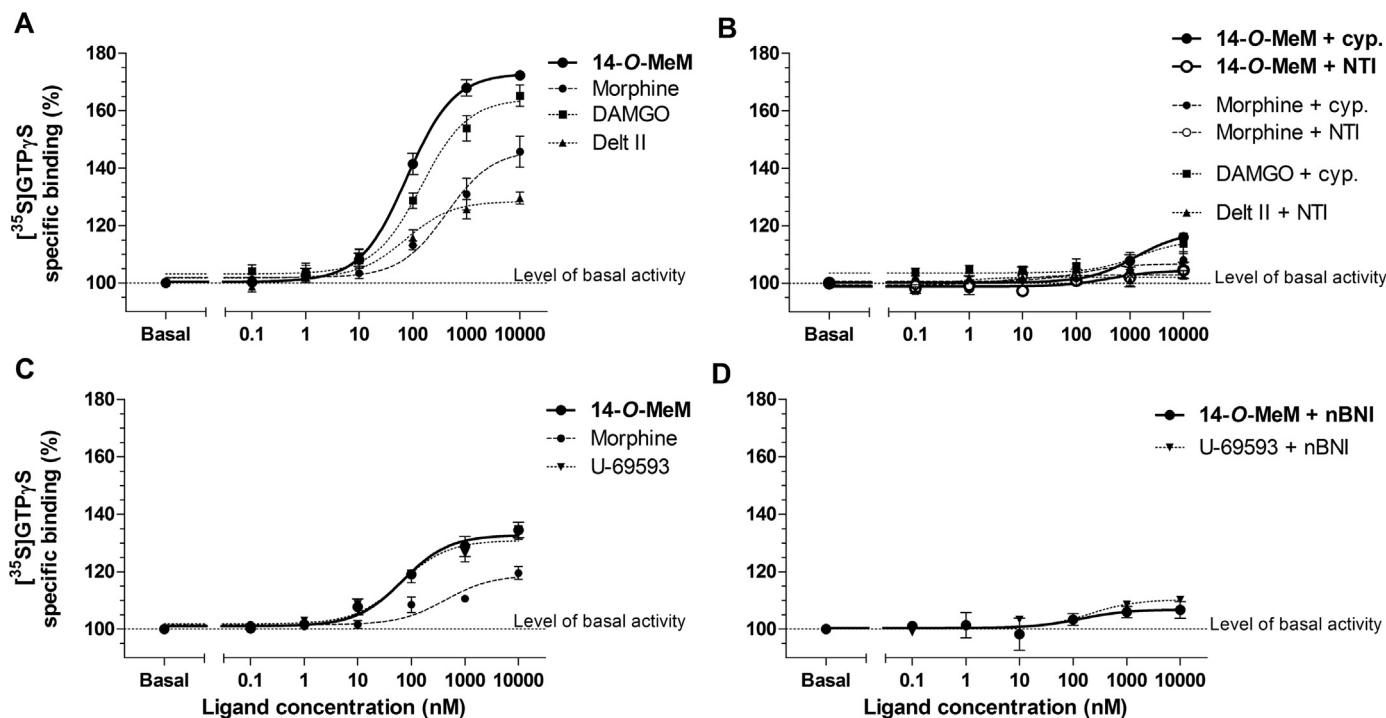 A
[³⁵S]GTPγS
specific binding (%)
180
160
140
120
100
14-O-MeM
Morphine
DAMGO
Delt II
Level of basal activity
Basal 0.1 1 10 100 1000 10000
B
180
160
140
120
100
14-O-MeM + cyp.
14-O-MeM + NTI
Morphine + cyp.
Morphine + NTI
DAMGO + cyp.
Delt II + NTI
Level of basal activity
Basal 0.1 1 10 100 1000 10000
C
[³⁵S]GTPγS
specific binding (%)
180
160
140
120
100
14-O-MeM
Morphine
U-69593
Level of basal activity
Basal 0.1 1 10 100 1000 10000
Ligand concentration (nM)
D
180
160
140
120
100
14-O-MeM + nBNI
U-69593 + nBNI
Level of basal activity
Basal 0.1 1 10 100 1000 10000
Ligand concentration (nM)